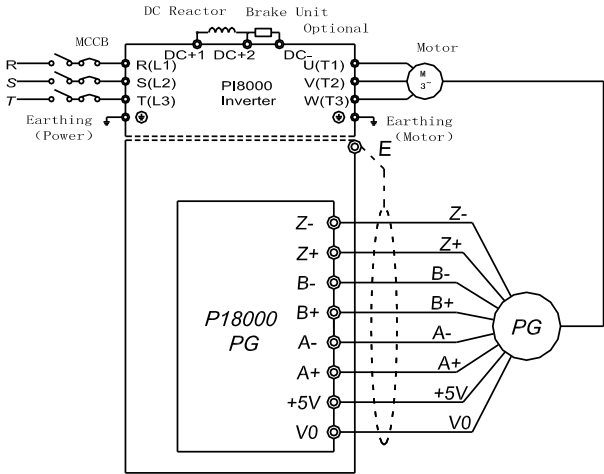 DC Reactor Brake Unit
Optional
MCCB
DC+1 DC+2 DC-
Motor
R R(L1) U(T1)
S S(L2) V(T2)
T T(L3) W(T3)
PI8000
Inverter
M
3~
Earthing
(Power)
Earthing
(Motor)
E
Z- Z-
Z+ Z+
B- B-
B+ B+
P18000
PG
PG
A- A-
A+ A+
+5V +5V
V0 V0